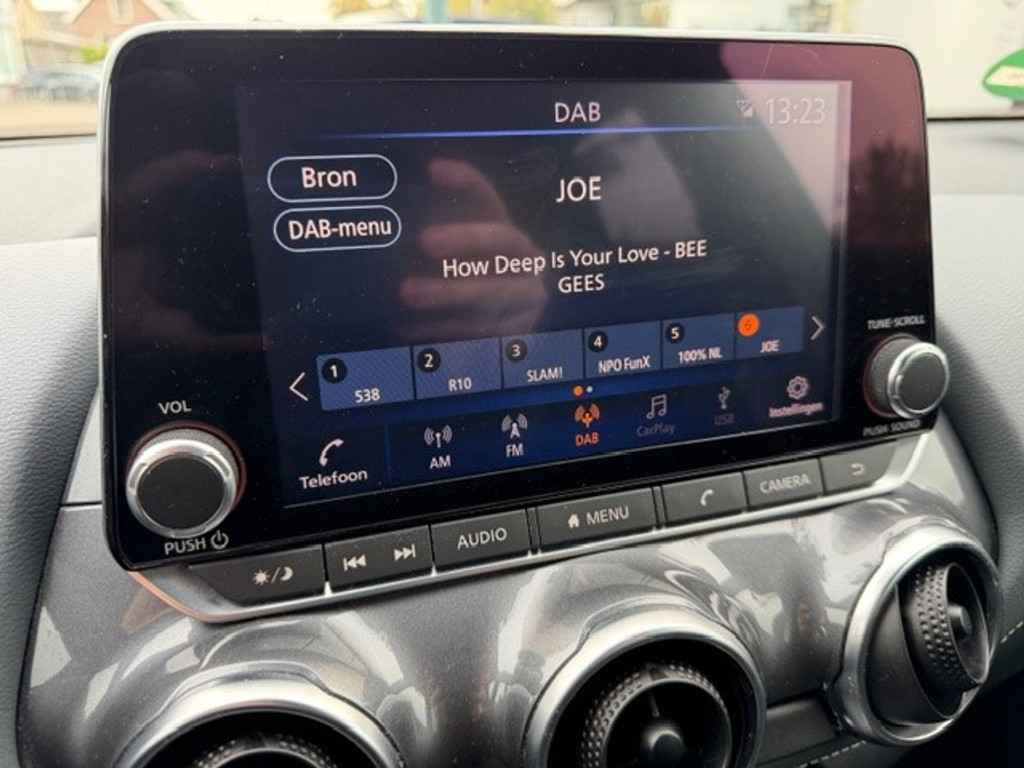 DAB
13:23
Bron
JOE
DAB-menu
How Deep Is Your Love - BEE
GEES
1
538
2
R10
3
SLAM!
4
NPO FunX
5
100% NL
6
JOE
TUNE·SCROLL
PUSH SOUND
VOL
PUSH
Telefoon
AM
FM
DAB
CarPlay
USB
Instellingen
AUDIO
MENU
CAMERA